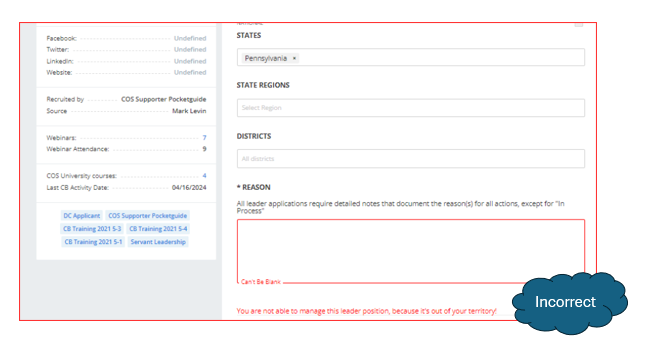 Facebook: Undefined
Twitter: Undefined
LinkedIn: Undefined
Website: Undefined
Recruited by COS Supporter Pocketguide
Source Mark Levin
Webinars: 7
Webinar Attendance: 9
COS University courses: 4
Last CB Activity Date: 04/16/2024
DC Applicant COS Supporter Pocketguide
CB Training 2021 S-3 CB Training 2021 S-4
CB Training 2021 S-1 Servant Leadership
STATES
Pennsylvania ×
STATE REGIONS
Select Region
DISTRICTS
All districts
* REASON
All leader applications require detailed notes that document the reason(s) for all actions, except for "In
Process"
Can't Be Blank
You are not able to manage this leader position, because it's out of your territory!
Incorrect